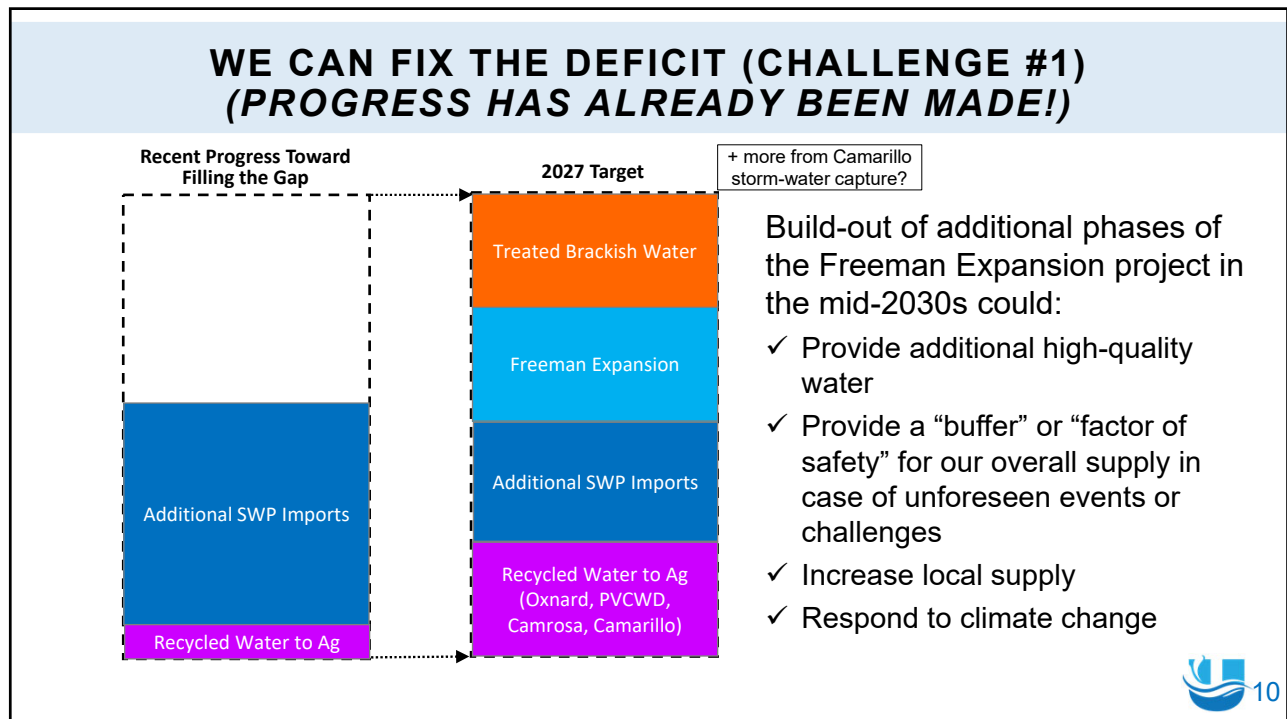 WE CAN FIX THE DEFICIT (CHALLENGE #1)
(PROGRESS HAS ALREADY BEEN MADE!)
Recent Progress Toward
Filling the Gap
Additional SWP Imports
Recycled Water to Ag
2027 Target
Treated Brackish Water
Freeman Expansion
Additional SWP Imports
Recycled Water to Ag
(Oxnard, PVCWD,
Camrosa, Camarillo)
+ more from Camarillo
storm-water capture?
Build-out of additional phases of
the Freeman Expansion project in
the mid-2030s could:
✓ Provide additional high-quality
water
✓ Provide a “buffer” or “factor of
safety” for our overall supply in
case of unforeseen events or
challenges
✓ Increase local supply
✓ Respond to climate change
10